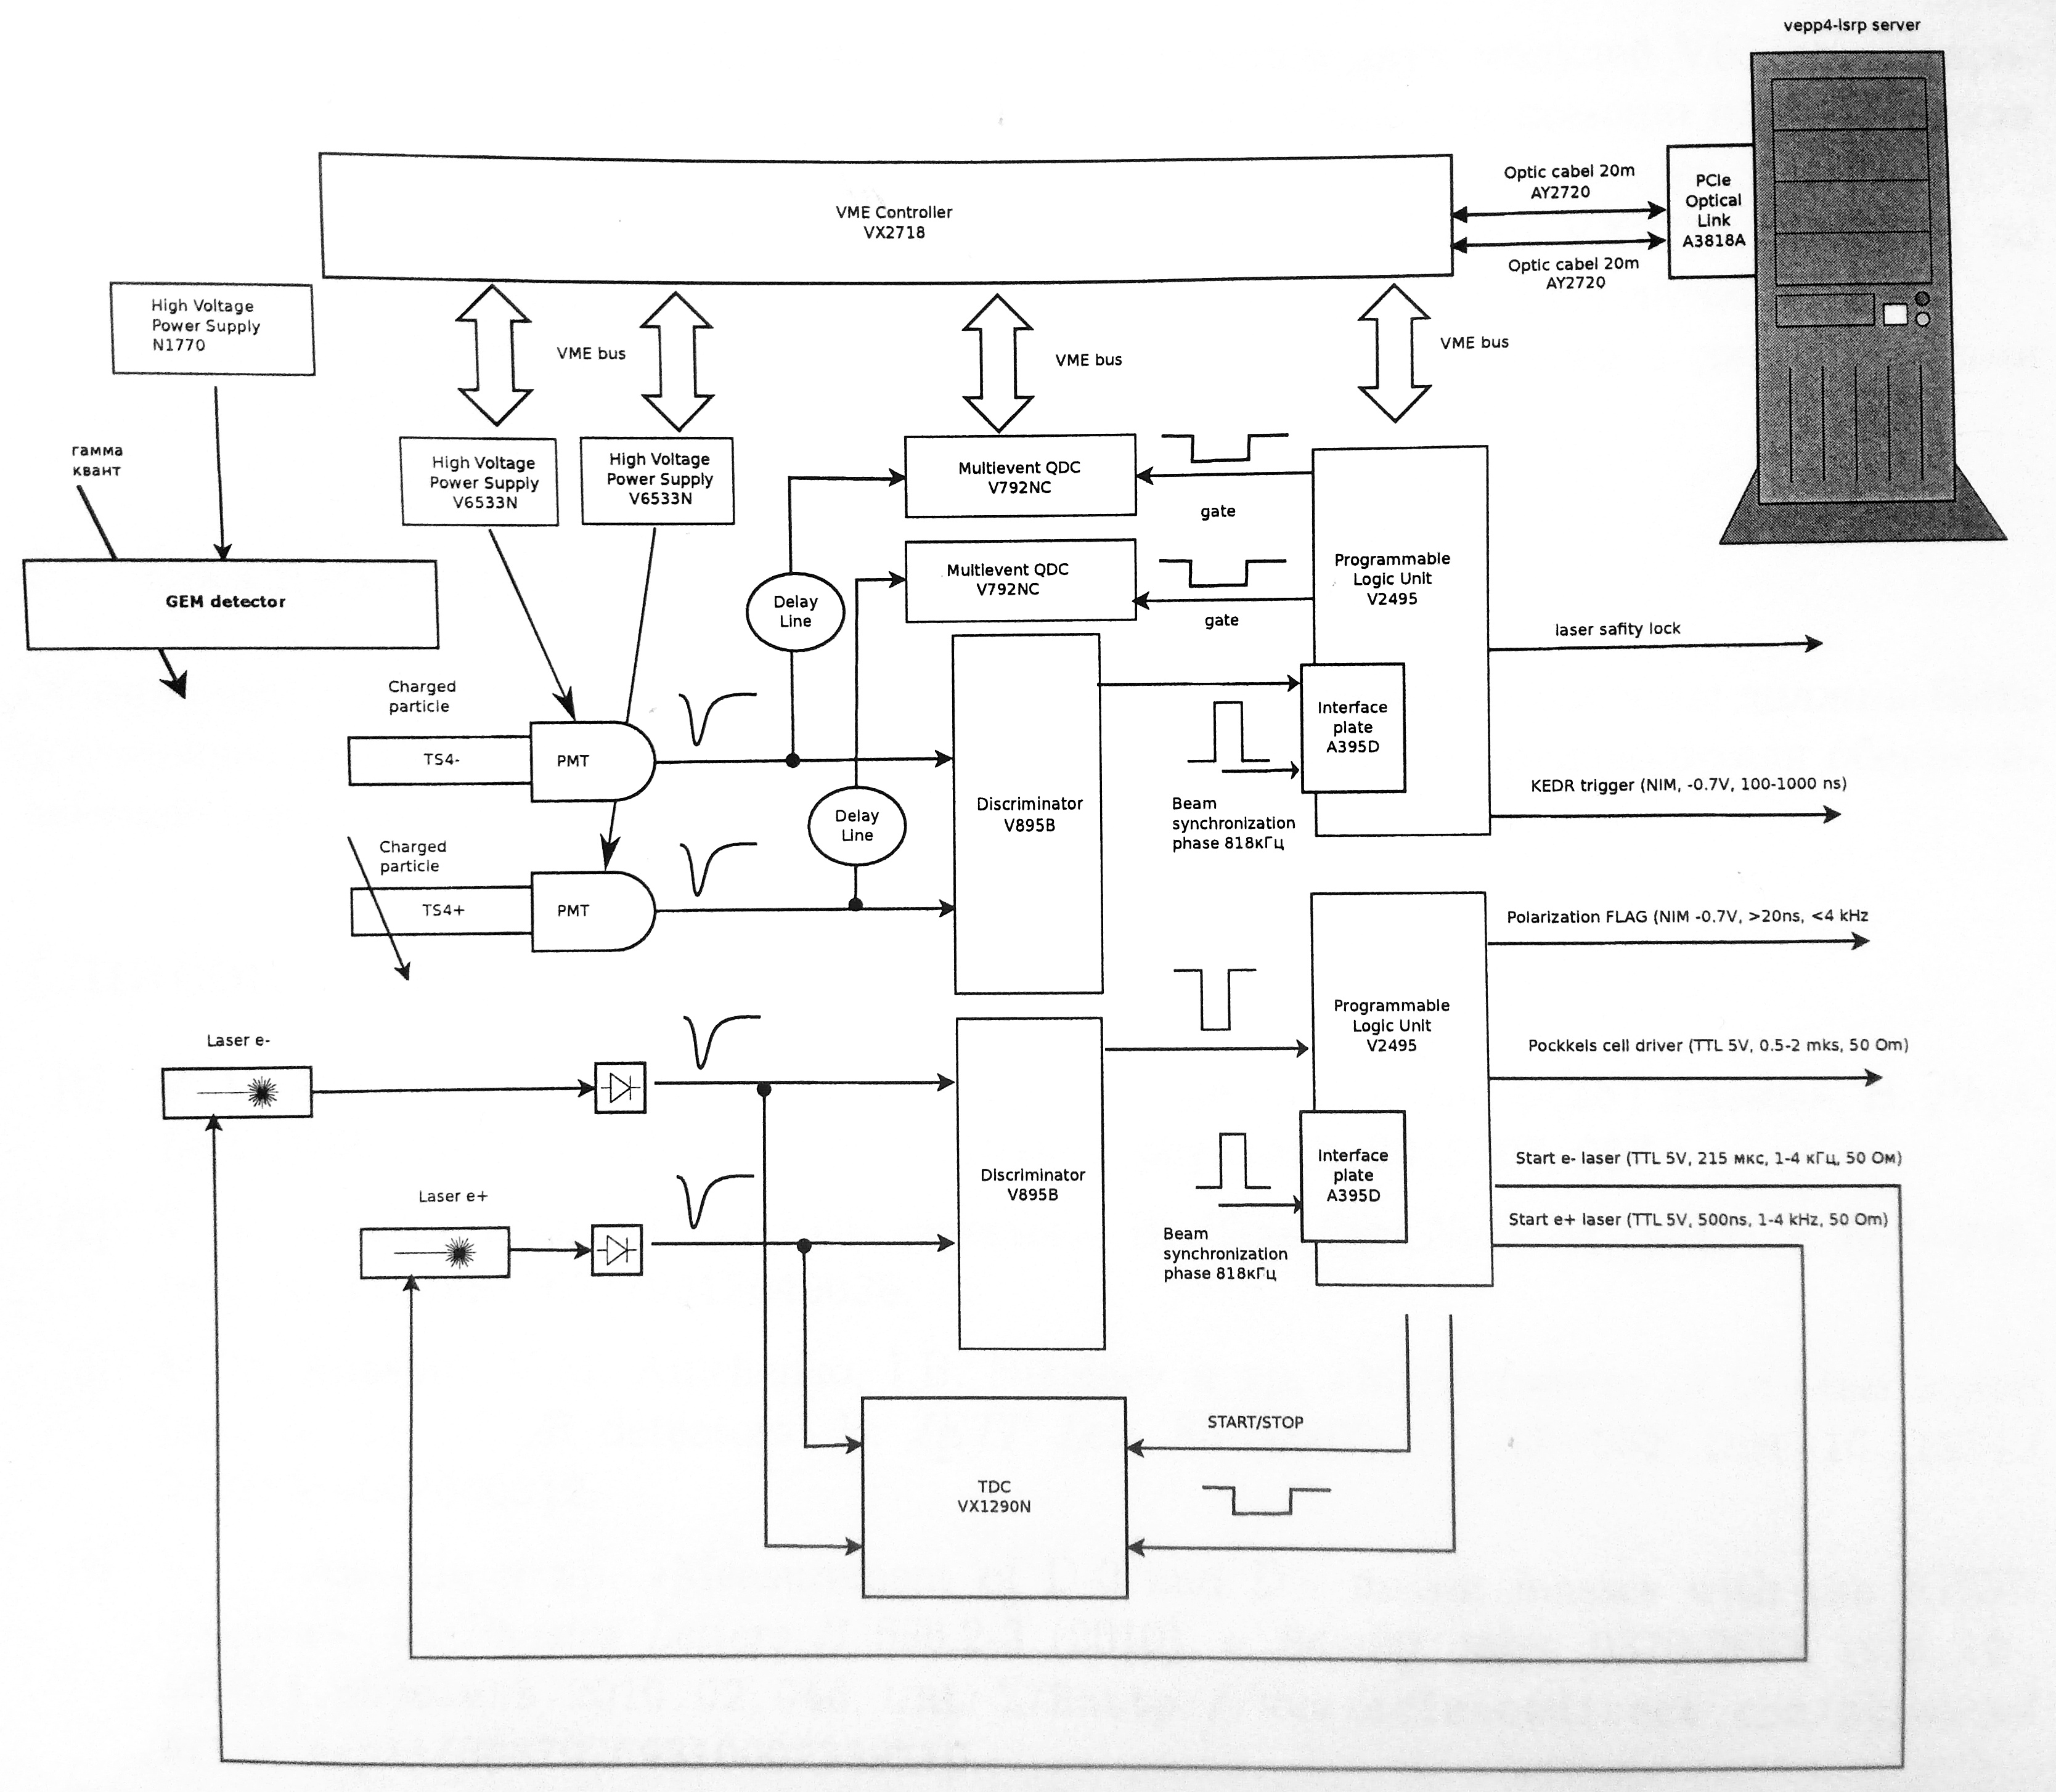 vepp4-lsrp server
VME Controller
VX2718
Optic cabel 20m
AY2720
Optic cabel 20m
AY2720
PCIe
Optical
Link
A3818A
High Voltage
Power Supply
N1770
VME bus
VME bus
VME bus
гамма
квант
High Voltage
Power Supply
V6533N
High Voltage
Power Supply
V6533N
Multievent QDC
V792NC
gate
Multievent QDC
V792NC
gate
Programmable
Logic Unit
V2495
GEM detector
Delay
Line
laser safity lock
Charged
particle
TS4-
PMT
Interface
plate
A395D
Discriminator
V895B
Beam
synchronization
phase 818кГц
KEDR trigger (NIM, -0.7V, 100-1000 ns)
Delay
Line
Charged
particle
TS4+
PMT
Polarization FLAG (NIM -0.7V, >20ns, <4 kHz
Programmable
Logic Unit
V2495
Laser e-
Pockkels cell driver (TTL 5V, 0.5-2 mks, 50 Om)
Discriminator
V895B
Interface
plate
A395D
Start e- laser (TTL 5V, 215 мкс, 1-4 кГц, 50 Ом)
Laser e+
Start e+ laser (TTL 5V, 500ns, 1-4 kHz, 50 Om)
Beam
synchronization
phase 818кГц
START/STOP
TDC
VX1290N